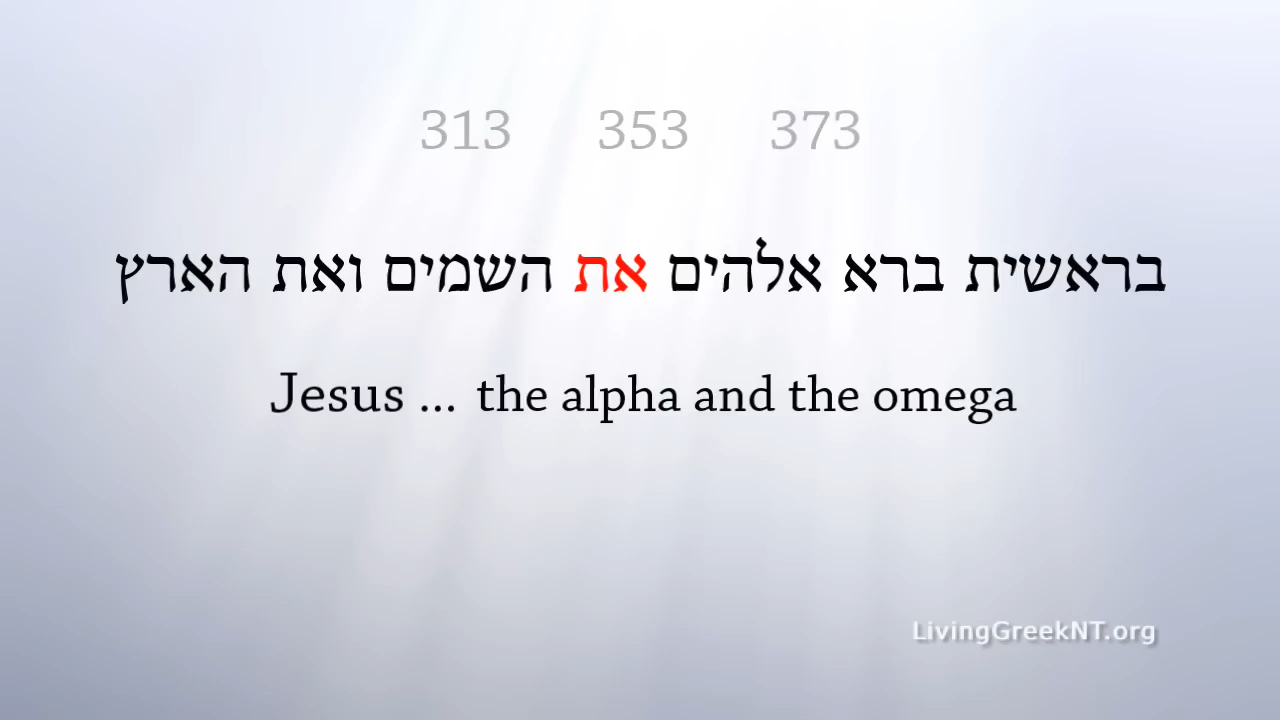 313 353 373
בראשית ברא אלהים את השמים ואת הארץ
Jesus ... the alpha and the omega
LivingGreekNT.org